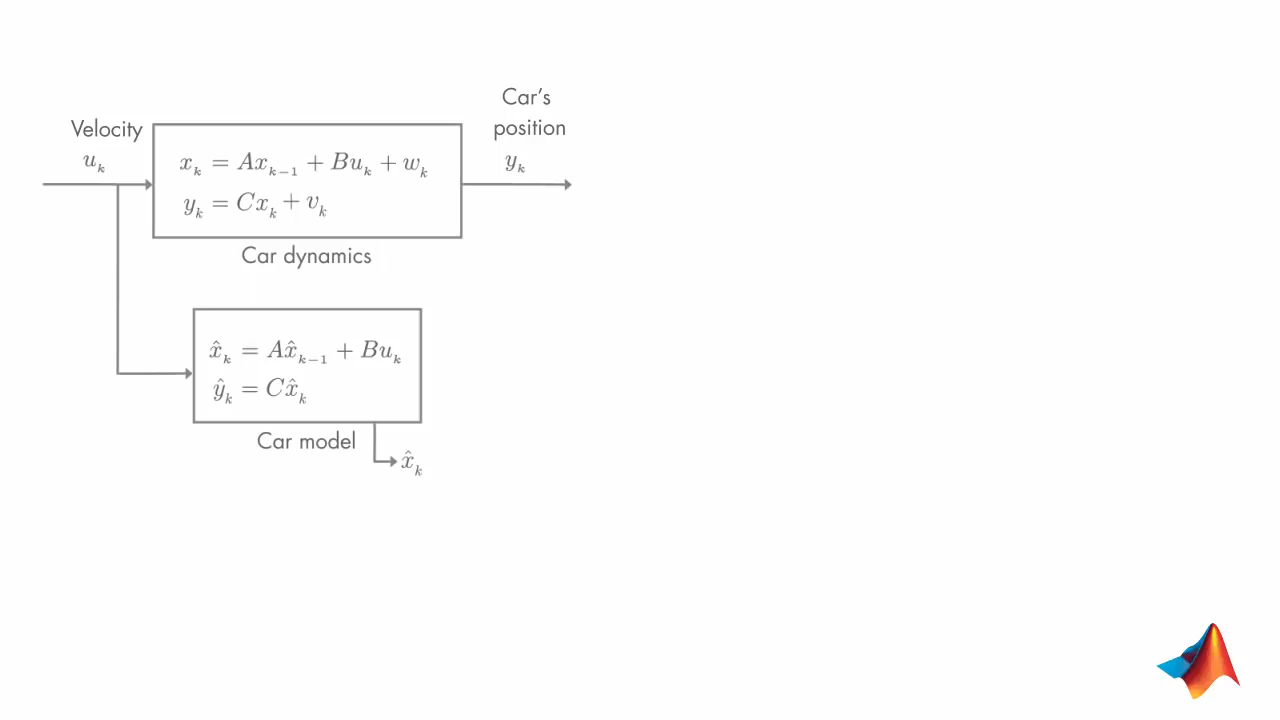 Car's
position
Velocity
u_k
y_k
x_k = Ax_{k-1} + Bu_k + w_k
y_k = Cx_k + v_k
Car dynamics
x̂_k = Ax̂_{k-1} + Bu_k
ŷ_k = Cx̂_k
Car model
x̂_k